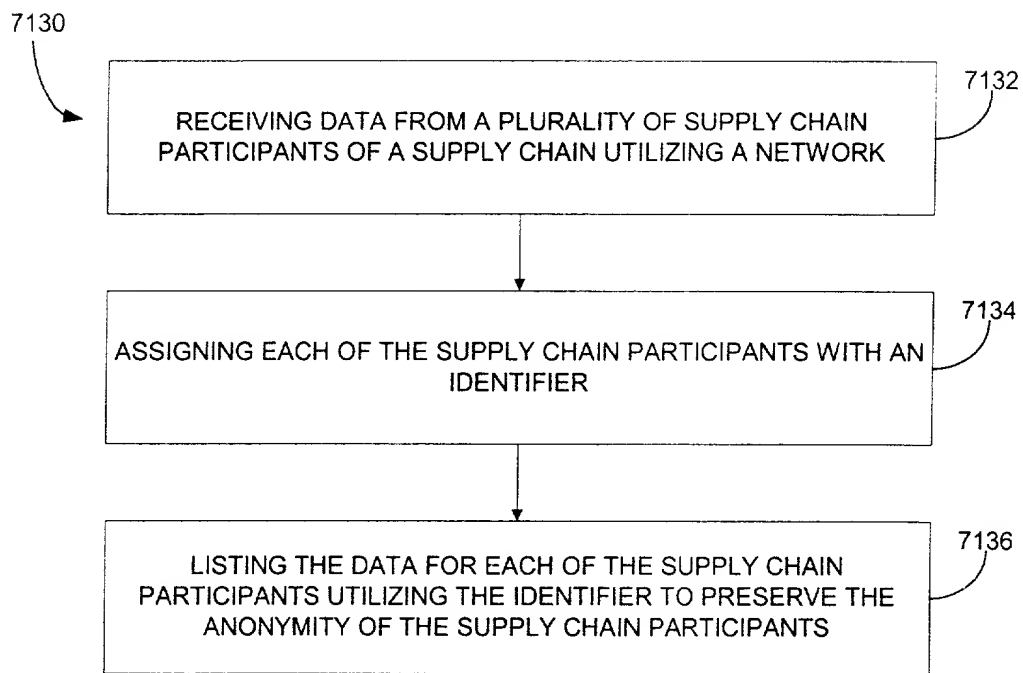 7130
7132
RECEIVING DATA FROM A PLURALITY OF SUPPLY CHAIN
PARTICIPANTS OF A SUPPLY CHAIN UTILIZING A NETWORK
7134
ASSIGNING EACH OF THE SUPPLY CHAIN PARTICIPANTS WITH AN
IDENTIFIER
7136
LISTING THE DATA FOR EACH OF THE SUPPLY CHAIN
PARTICIPANTS UTILIZING THE IDENTIFIER TO PRESERVE THE
ANONYMITY OF THE SUPPLY CHAIN PARTICIPANTS